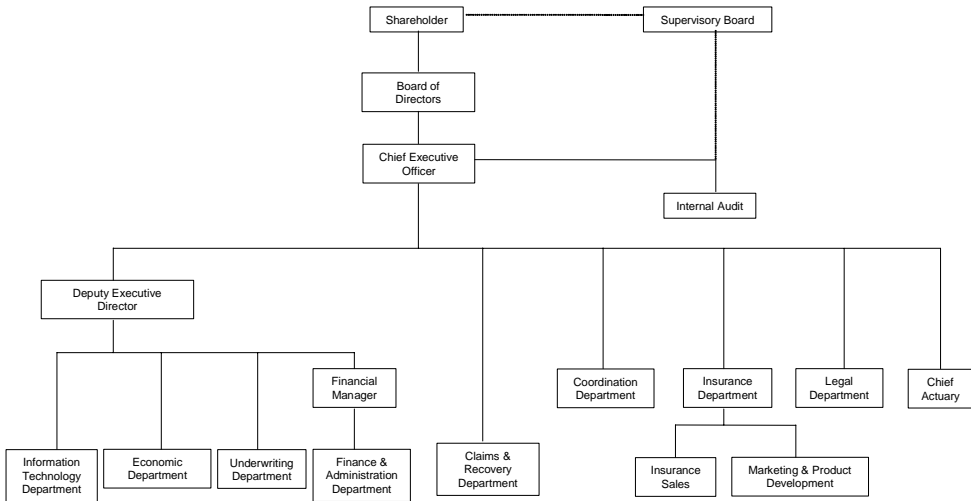 Shareholder
Supervisory Board
Board of
Directors
Chief Executive
Officer
Internal Audit
Deputy Executive
Director
Financial
Manager
Coordination
Department
Insurance
Department
Legal
Department
Chief
Actuary
Information
Technology
Department
Economic
Department
Underwriting
Department
Finance &
Administration
Department
Claims &
Recovery
Department
Insurance
Sales
Marketing & Product
Development